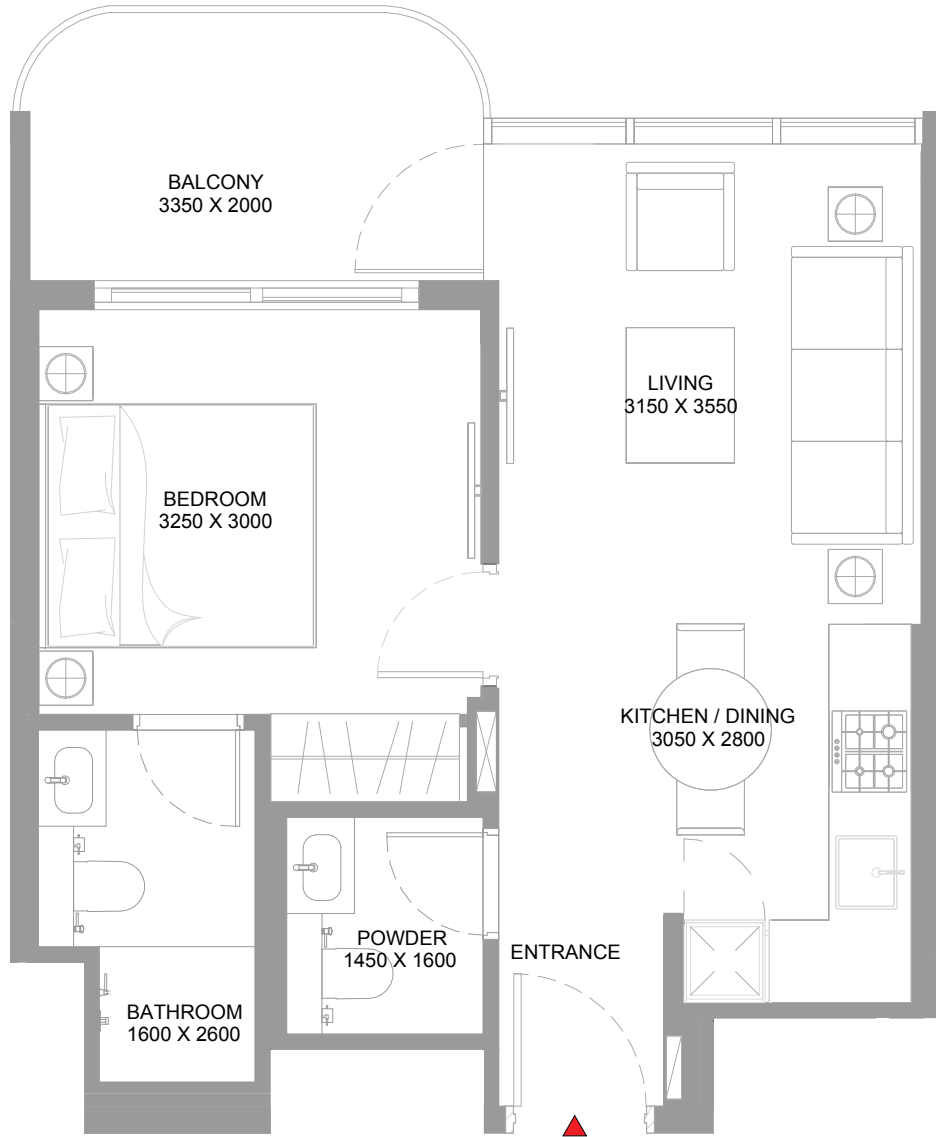 BALCONY
3350 X 2000
LIVING
3150 X 3550
BEDROOM
3250 X 3000
KITCHEN / DINING
3050 X 2800
POWDER
1450 X 1600
ENTRANCE
BATHROOM
1600 X 2600